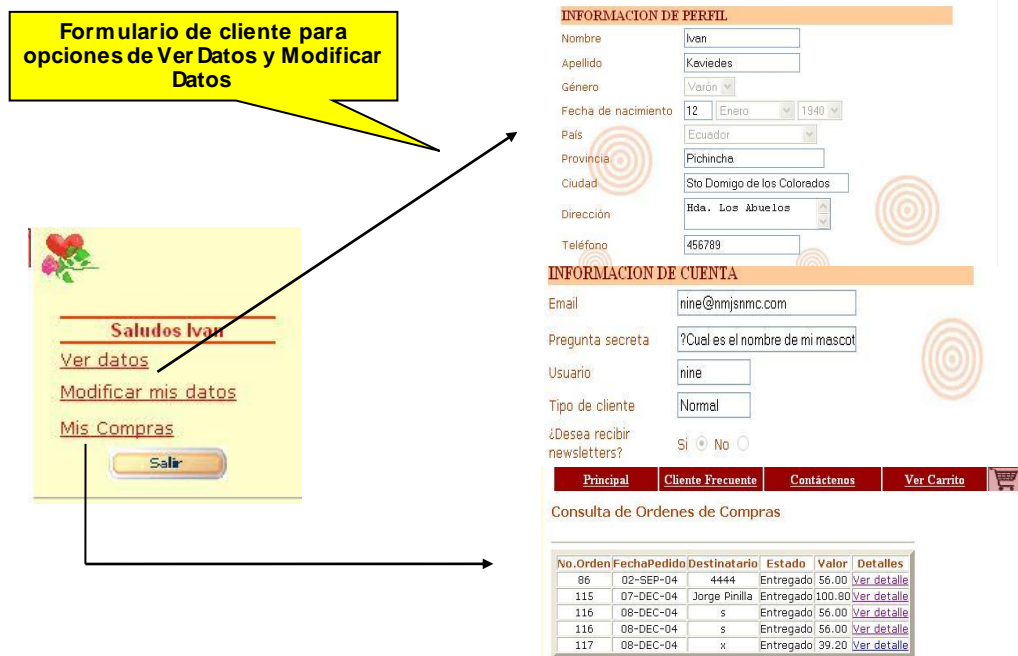 Formulario de cliente para
opciones de Ver Datos y Modificar
Datos
Saludos Ivan
Ver datos
Modificar mis datos
Mis Compras
Salir
INFORMACION DE PERFIL
Nombre Ivan
Apellido Kaviedes
Género Varón
Fecha de nacimiento 12 Enero 1940
País Ecuador
Provincia Pichincha
Ciudad Sto Domigo de los Colorados
Dirección Hda. Los Abuelos
Teléfono 456789
INFORMACION DE CUENTA
Email nine@nmjsnmc.com
Pregunta secreta ?Cual es el nombre de mi mascot
Usuario nine
Tipo de cliente Normal
¿Desea recibir
newsletters? Si No
Principal Cliente Frecuente Contáctenos Ver Carrito
Consulta de Ordenes de Compras
No.Orden FechaPedido Destinatario Estado Valor Detalles
86 02-SEP-04 4444 Entregado 56.00 Ver detalle
115 07-DEC-04 Jorge Pinilla Entregado 100.80 Ver detalle
116 08-DEC-04 s Entregado 56.00 Ver detalle
116 08-DEC-04 s Entregado 56.00 Ver detalle
117 08-DEC-04 x Entregado 39.20 Ver detalle